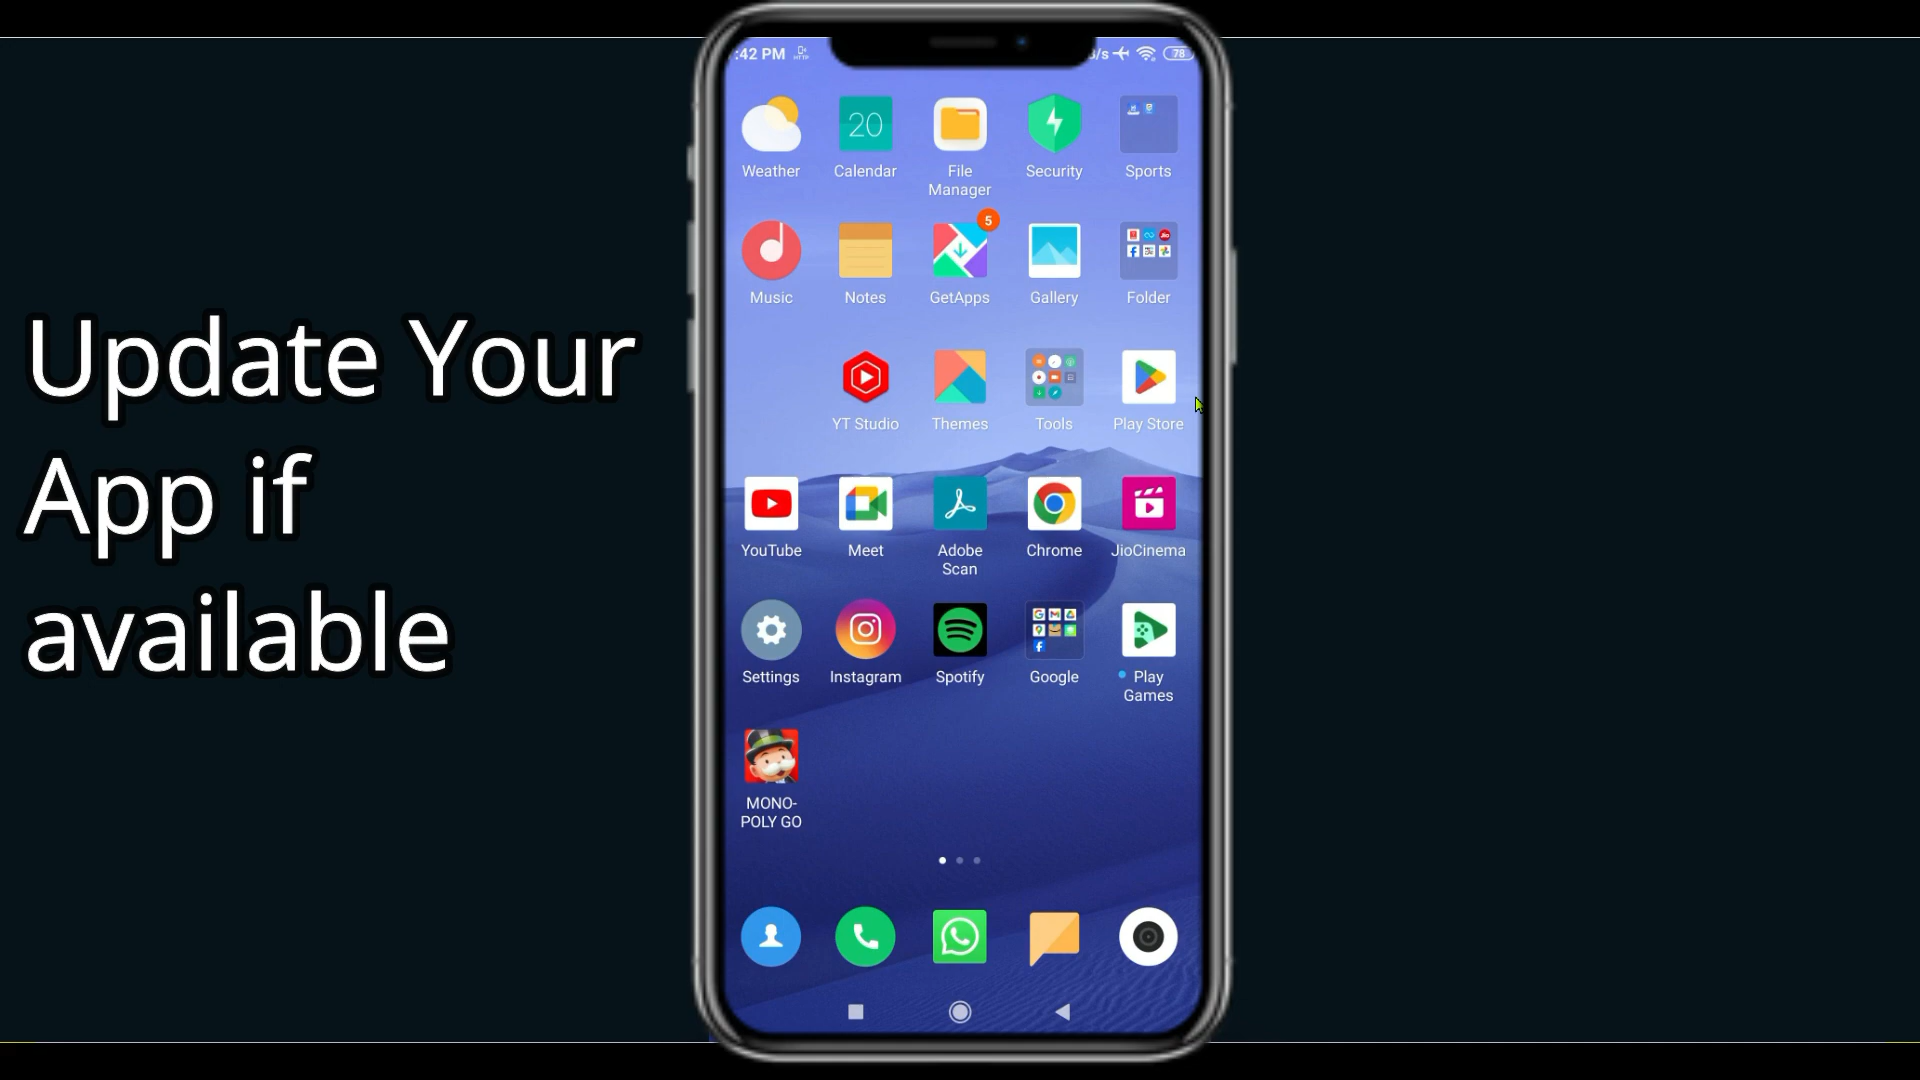 :42 PM
/s
78
20
Weather
Calendar
File
Manager
Security
Sports
5
Music
Notes
GetApps
Gallery
Folder
YT Studio
Themes
Tools
Play Store
Update Your
App if
available
YouTube
Meet
Adobe
Scan
Chrome
JioCinema
Settings
Instagram
Spotify
Google
Play
Games
MONO-
POLY GO